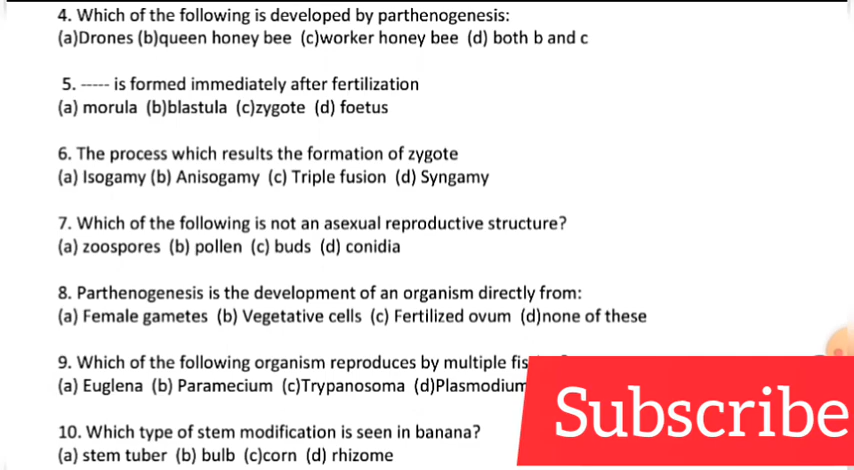 4. Which of the following is developed by parthenogenesis:
(a)Drones (b)queen honey bee (c)worker honey bee (d) both b and c
5. ----- is formed immediately after fertilization
(a) morula (b)blastula (c)zygote (d) foetus
6. The process which results the formation of zygote
(a) Isogamy (b) Anisogamy (c) Triple fusion (d) Syngamy
7. Which of the following is not an asexual reproductive structure?
(a) zoospores (b) pollen (c) buds (d) conidia
8. Parthenogenesis is the development of an organism directly from:
(a) Female gametes (b) Vegetative cells (c) Fertilized ovum (d)none of these
9. Which of the following organism reproduces by multiple
(a) Euglena (b) Paramecium (c)Trypanosoma (d)Plasmodium
10. Which type of stem modification is seen in banana?
(a) stem tuber (b) bulb (c)corn (d) rhizome
Subscribe